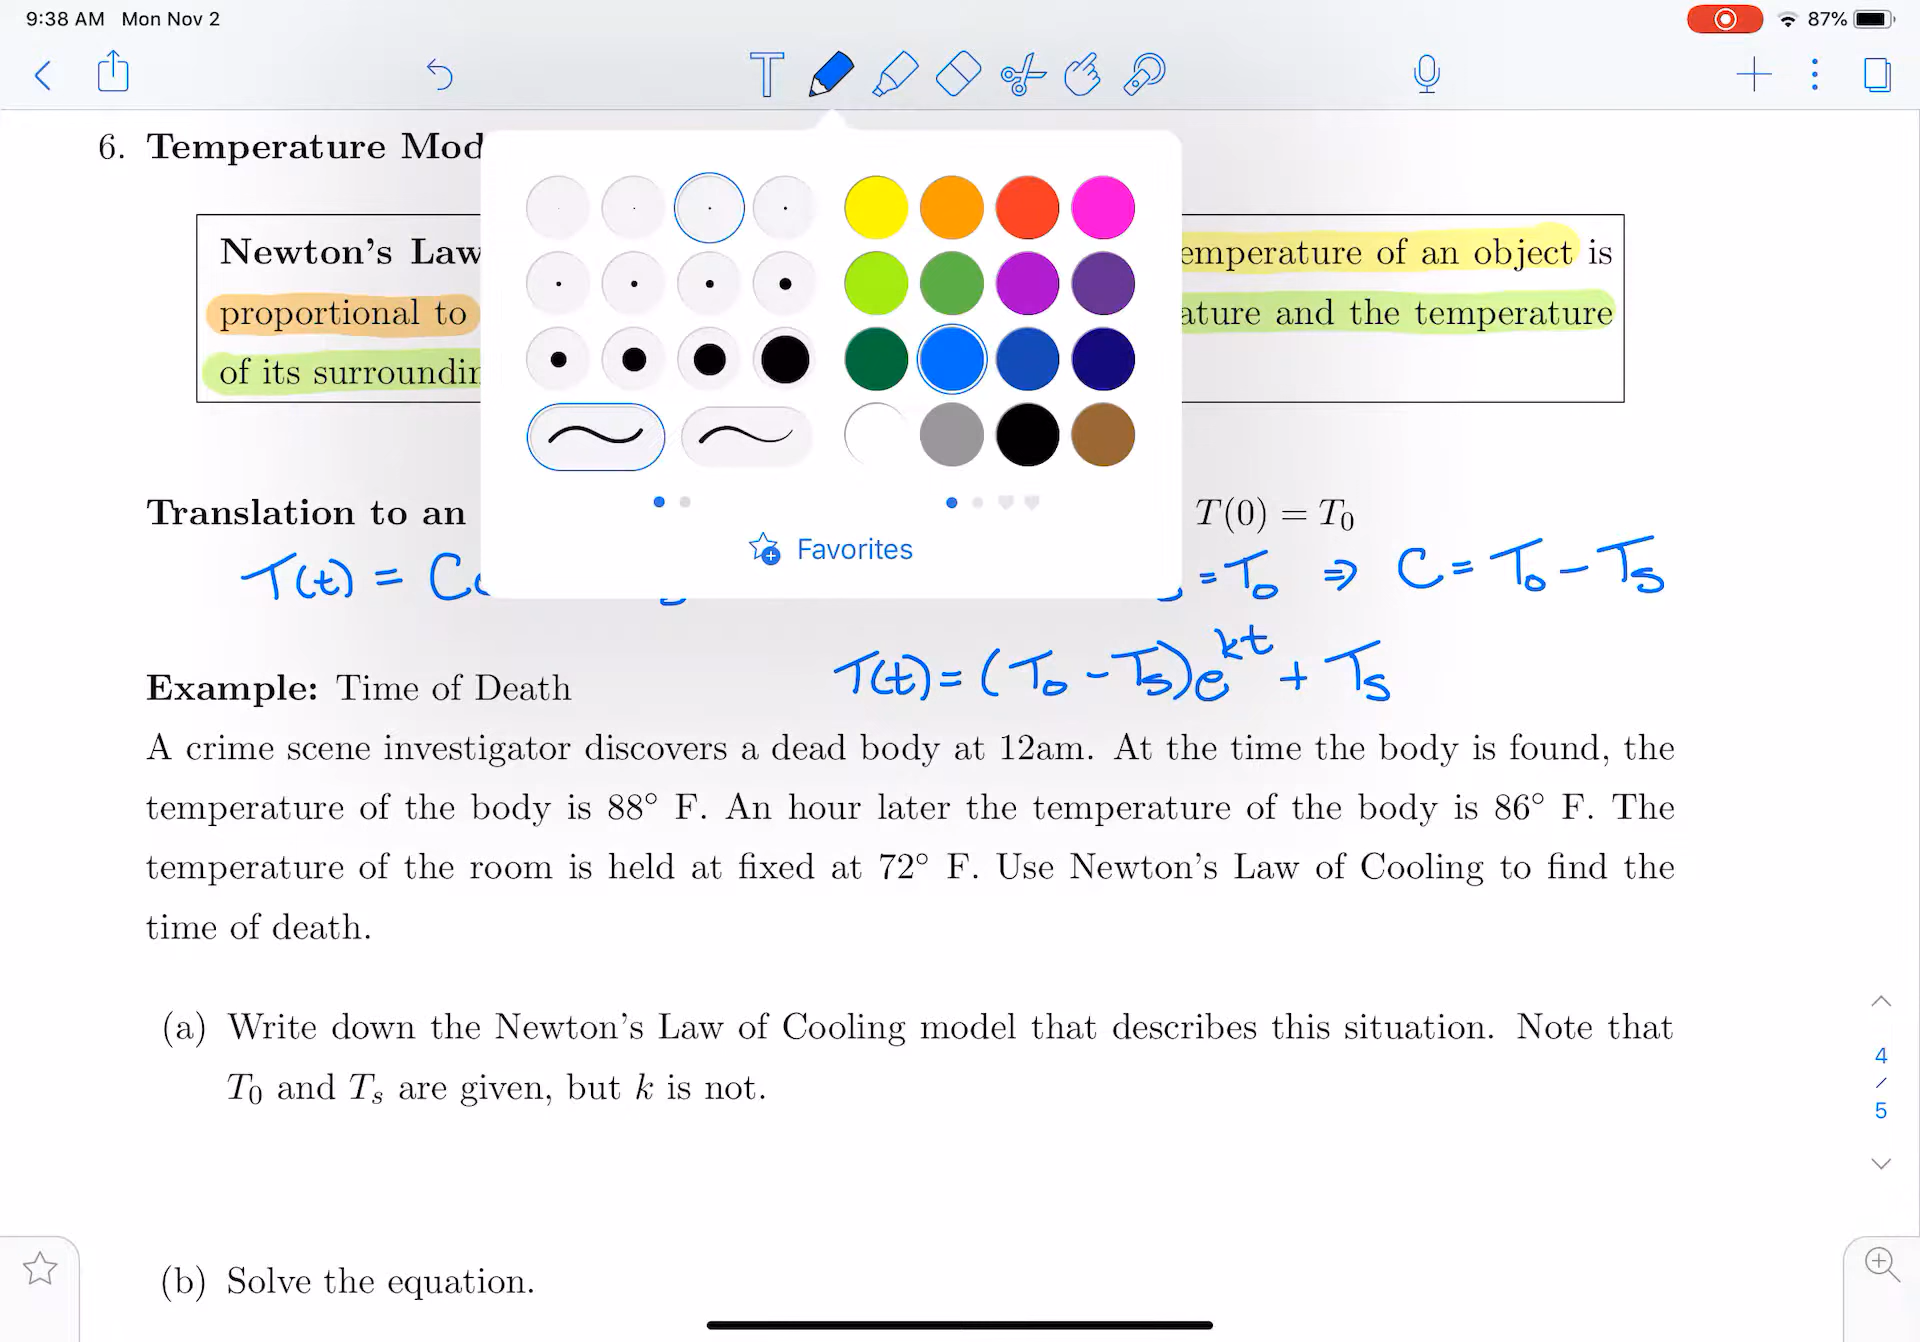 9:38 AM Mon Nov 2
87%
6. Temperature Mod
Newton's Law
emperature of an object is
proportional to
ature and the temperature
of its surroundin
Translation to an
T(0) = T₀
T(t) = C
= T₀ ⇒ C = T₀ - Tₛ
Favorites
T(t) = (T₀ - Tₛ)e^{kt} + Tₛ
Example: Time of Death
A crime scene investigator discovers a dead body at 12am. At the time the body is found, the
temperature of the body is 88° F. An hour later the temperature of the body is 86° F. The
temperature of the room is held at fixed at 72° F. Use Newton's Law of Cooling to find the
time of death.
(a) Write down the Newton's Law of Cooling model that describes this situation. Note that
T₀ and Tₛ are given, but k is not.
4
/
5
(b) Solve the equation.